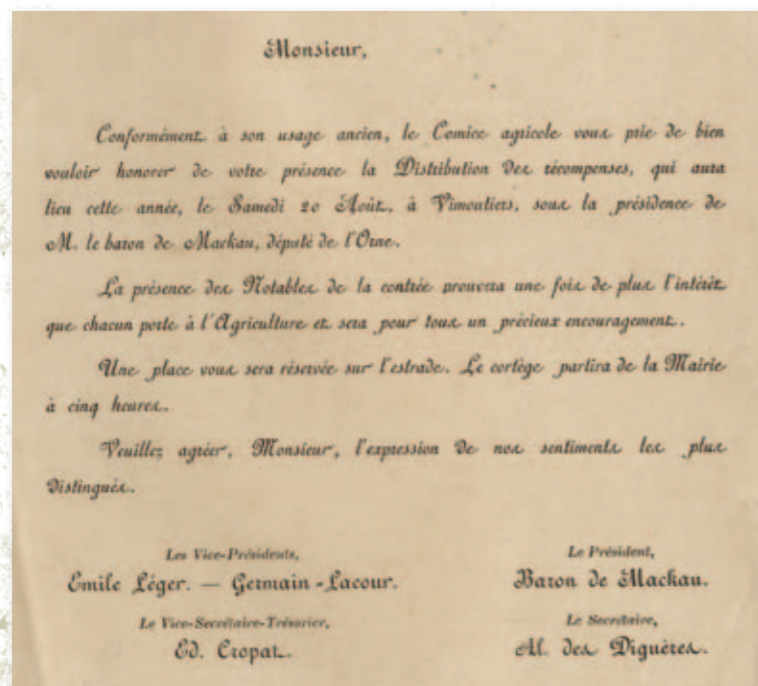 Monsieur,
Conformément à son usage ancien, le Comice agricole vous prie de bien
vouloir honorer de votre présence la Distribution des récompenses, qui aura
lieu cette année, le Samedi 20 Août, à Vimoutiers, sous la présidence de
M. le baron de Mackau, député de l'Orne.
La présence des Notables de la contrée prouvera une fois de plus l'intérêt
que chacun porte à l'Agriculture et sera pour tous un précieux encouragement.
Une place vous sera réservée sur l'estrade. Le cortège partira de la Mairie
à cinq heures.
Veuillez agréer, Monsieur, l'expression de nos sentiments les plus
distingués.
Les Vice-Présidents,
Emile Léger. — Germain-Lacour.
Le Vice-Secrétaire-Trésorier,
Ed. Cropat.
Le Président,
Baron de Mackau.
Le Secrétaire,
Al. des Diguères.